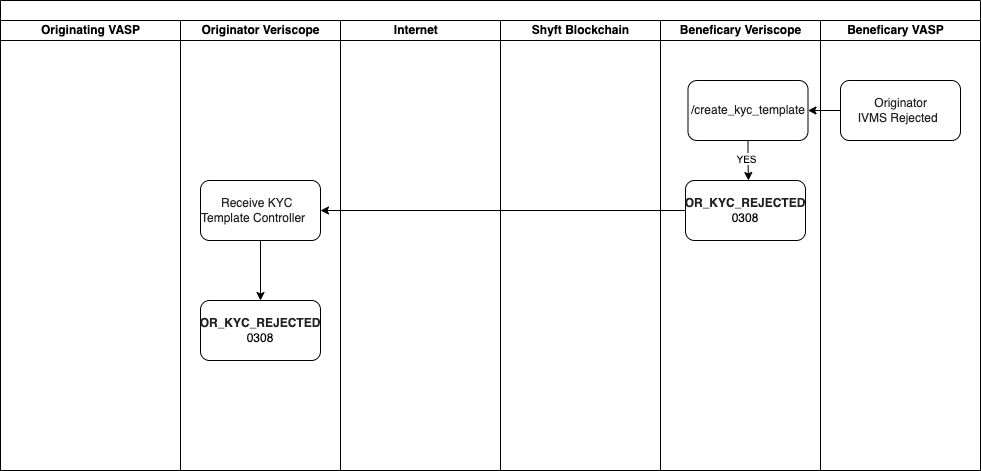 Originating VASP
Originator Veriscope
Internet
Shyft Blockchain
Beneficary Veriscope
Beneficary VASP
/create_kyc_template
Originator
IVMS Rejected
YES
Receive KYC
Template Controller
OR_KYC_REJECTED
0308
OR_KYC_REJECTED
0308